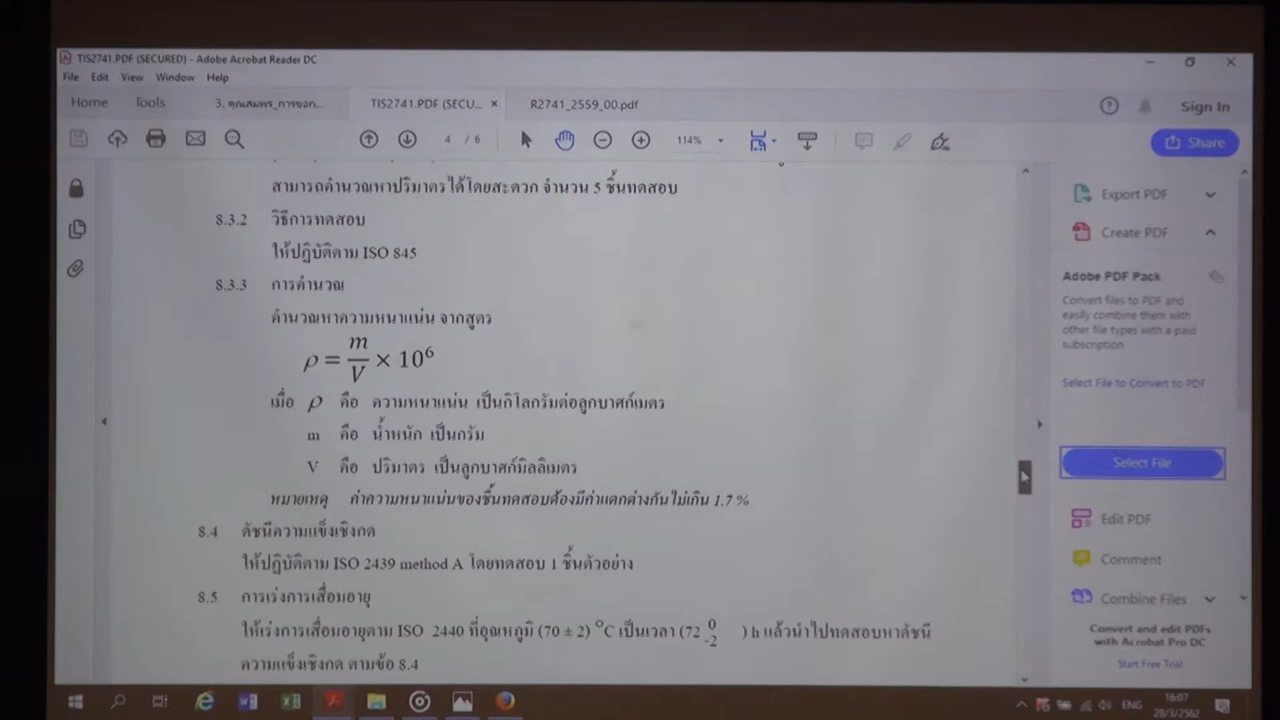 TIS2741.PDF (SECURED) - Adobe Acrobat Reader DC
File Edit View Window Help
Home Tools 3. คุณสมพร_การขอก... TIS2741.PDF (SECU... × R2741_2559_00.pdf Sign In
4 / 6 114% Share
สามารถคำนวณหาปริมาตรได้โดยสะดวก จำนวน 5 ชิ้นทดสอบ
8.3.2 วิธีการทดสอบ
ให้ปฏิบัติตาม ISO 845
8.3.3 การคำนวณ
คำนวณหาความหนาแน่น จากสูตร
ρ = m/V × 10⁶
เมื่อ ρ คือ ความหนาแน่น เป็นกิโลกรัมต่อลูกบาศก์เมตร
m คือ น้ำหนัก เป็นกรัม
V คือ ปริมาตร เป็นลูกบาศก์มิลลิเมตร
หมายเหตุ ค่าความหนาแน่นของชิ้นทดสอบต้องมีค่าแตกต่างกันไม่เกิน 1.7 %
8.4 ดัชนีความแข็งเชิงกด
ให้ปฏิบัติตาม ISO 2439 method A โดยทดสอบ 1 ชิ้นตัวอย่าง
8.5 การเร่งการเสื่อมอายุ
ให้เร่งการเสื่อมอายุตาม ISO 2440 ที่อุณหภูมิ (70 ± 2) °C เป็นเวลา (72 0 -2 ) h แล้วนำไปทดสอบหาดัชนี
ความแข็งเชิงกด ตามข้อ 8.4
Export PDF
Create PDF
Adobe PDF Pack
Convert files to PDF and
easily combine them with
other file types with a paid
subscription
Select File to Convert to PDF
Select File
Edit PDF
Comment
Combine Files
Convert and edit PDFs
with Acrobat Pro DC
Start Free Trial
ENG 16:07
28/3/2562